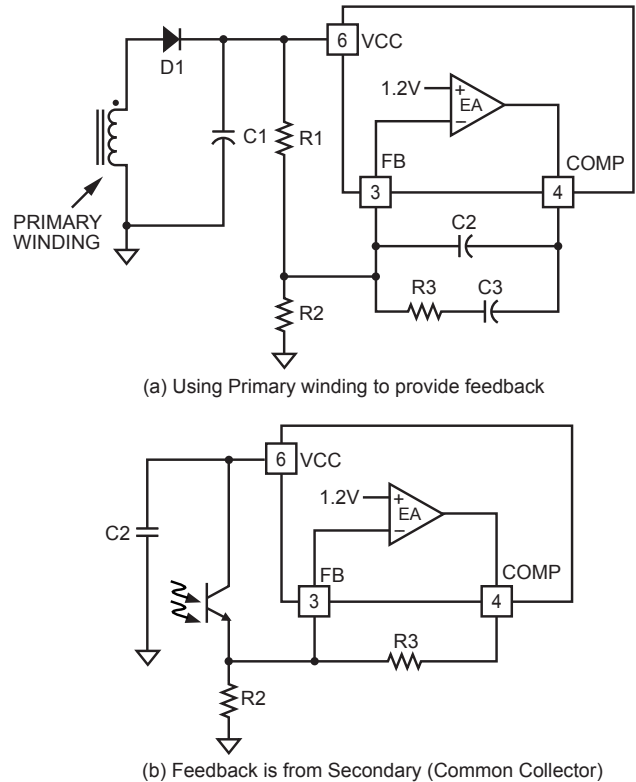 6 VCC
D1
1.2V + EA −
C1 R1
FB COMP
3 4
PRIMARY
WINDING
C2
R3 C3
R2
(a) Using Primary winding to provide feedback
6 VCC
1.2V + EA −
C2
FB COMP
3 4
R3
R2
(b) Feedback is from Secondary (Common Collector)